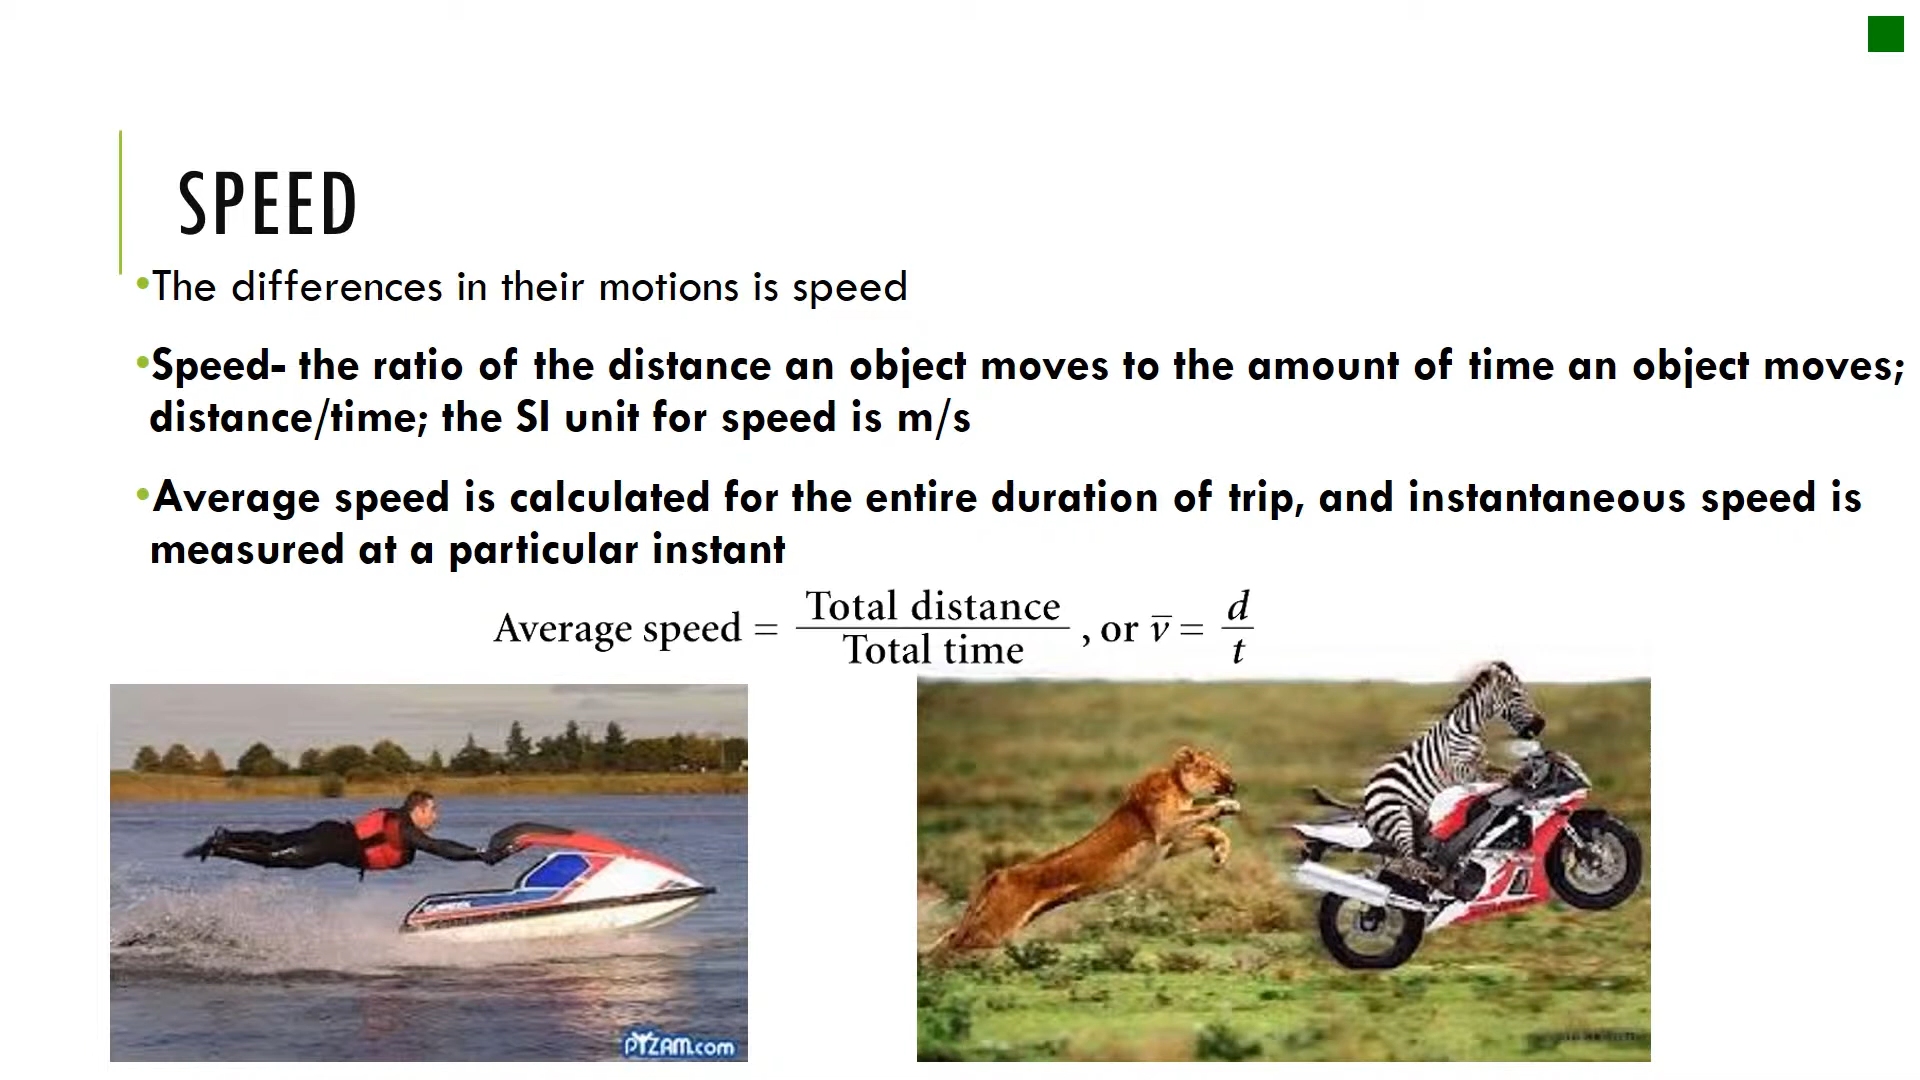 SPEED
•The differences in their motions is speed
•Speed- the ratio of the distance an object moves to the amount of time an object moves;
distance/time; the SI unit for speed is m/s
•Average speed is calculated for the entire duration of trip, and instantaneous speed is
measured at a particular instant
Average speed = Total distance / Total time , or v̅ = d / t
PYZAM.com